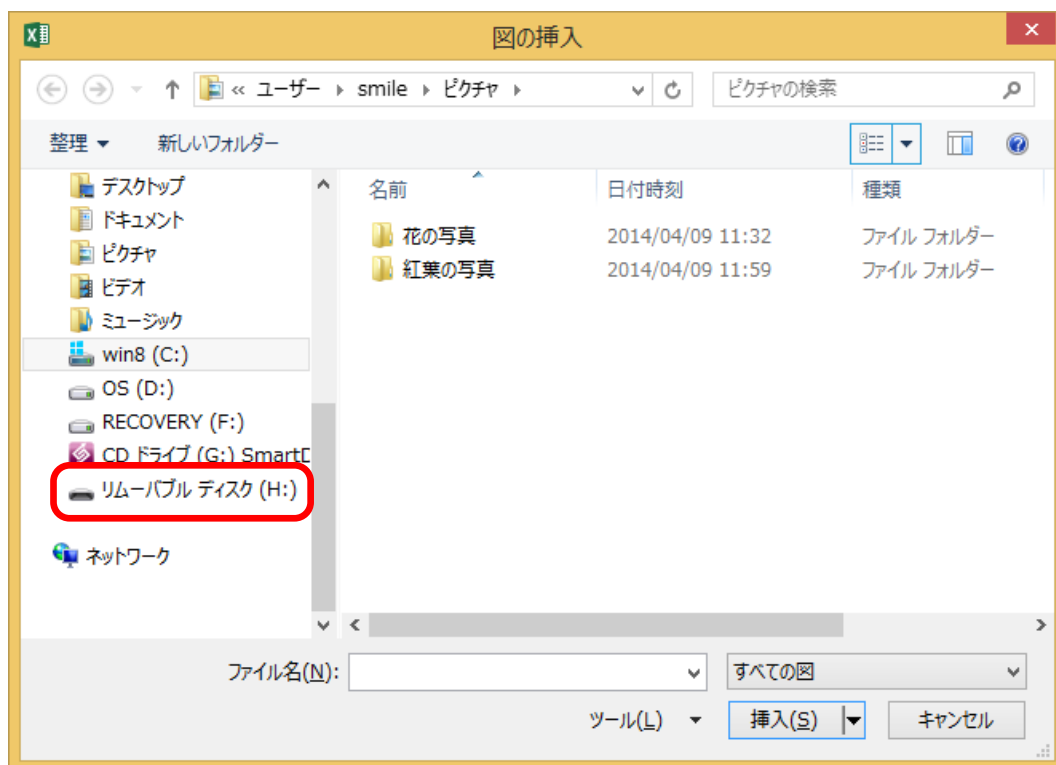 図の挿入
« ユーザー ▸ smile ▸ ピクチャ ▸
ピクチャの検索
整理 ▼ 新しいフォルダー
デスクトップ
ドキュメント
ピクチャ
ビデオ
ミュージック
win8 (C:)
OS (D:)
RECOVERY (F:)
CD ドライブ (G:) SmartD
リムーバブル ディスク (H:)
ネットワーク
名前 日付時刻 種類
花の写真 2014/04/09 11:32 ファイル フォルダー
紅葉の写真 2014/04/09 11:59 ファイル フォルダー
ファイル名(N): すべての図
ツール(L) ▼ 挿入(S) ▼ キャンセル